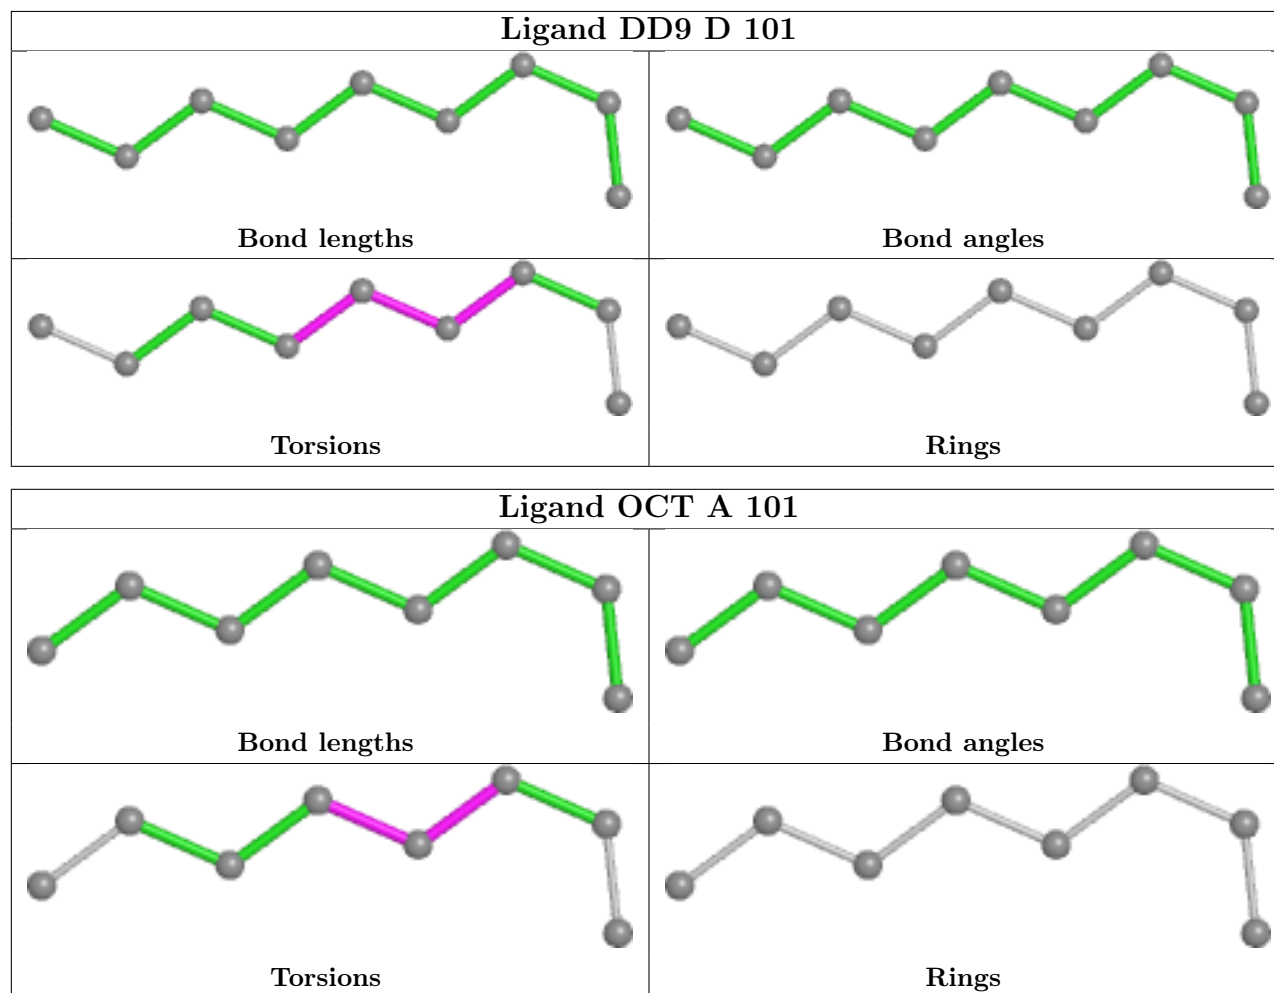 Ligand DD9 D 101
Bond lengths
Bond angles
Torsions
Rings
Ligand OCT A 101
Bond lengths
Bond angles
Torsions
Rings